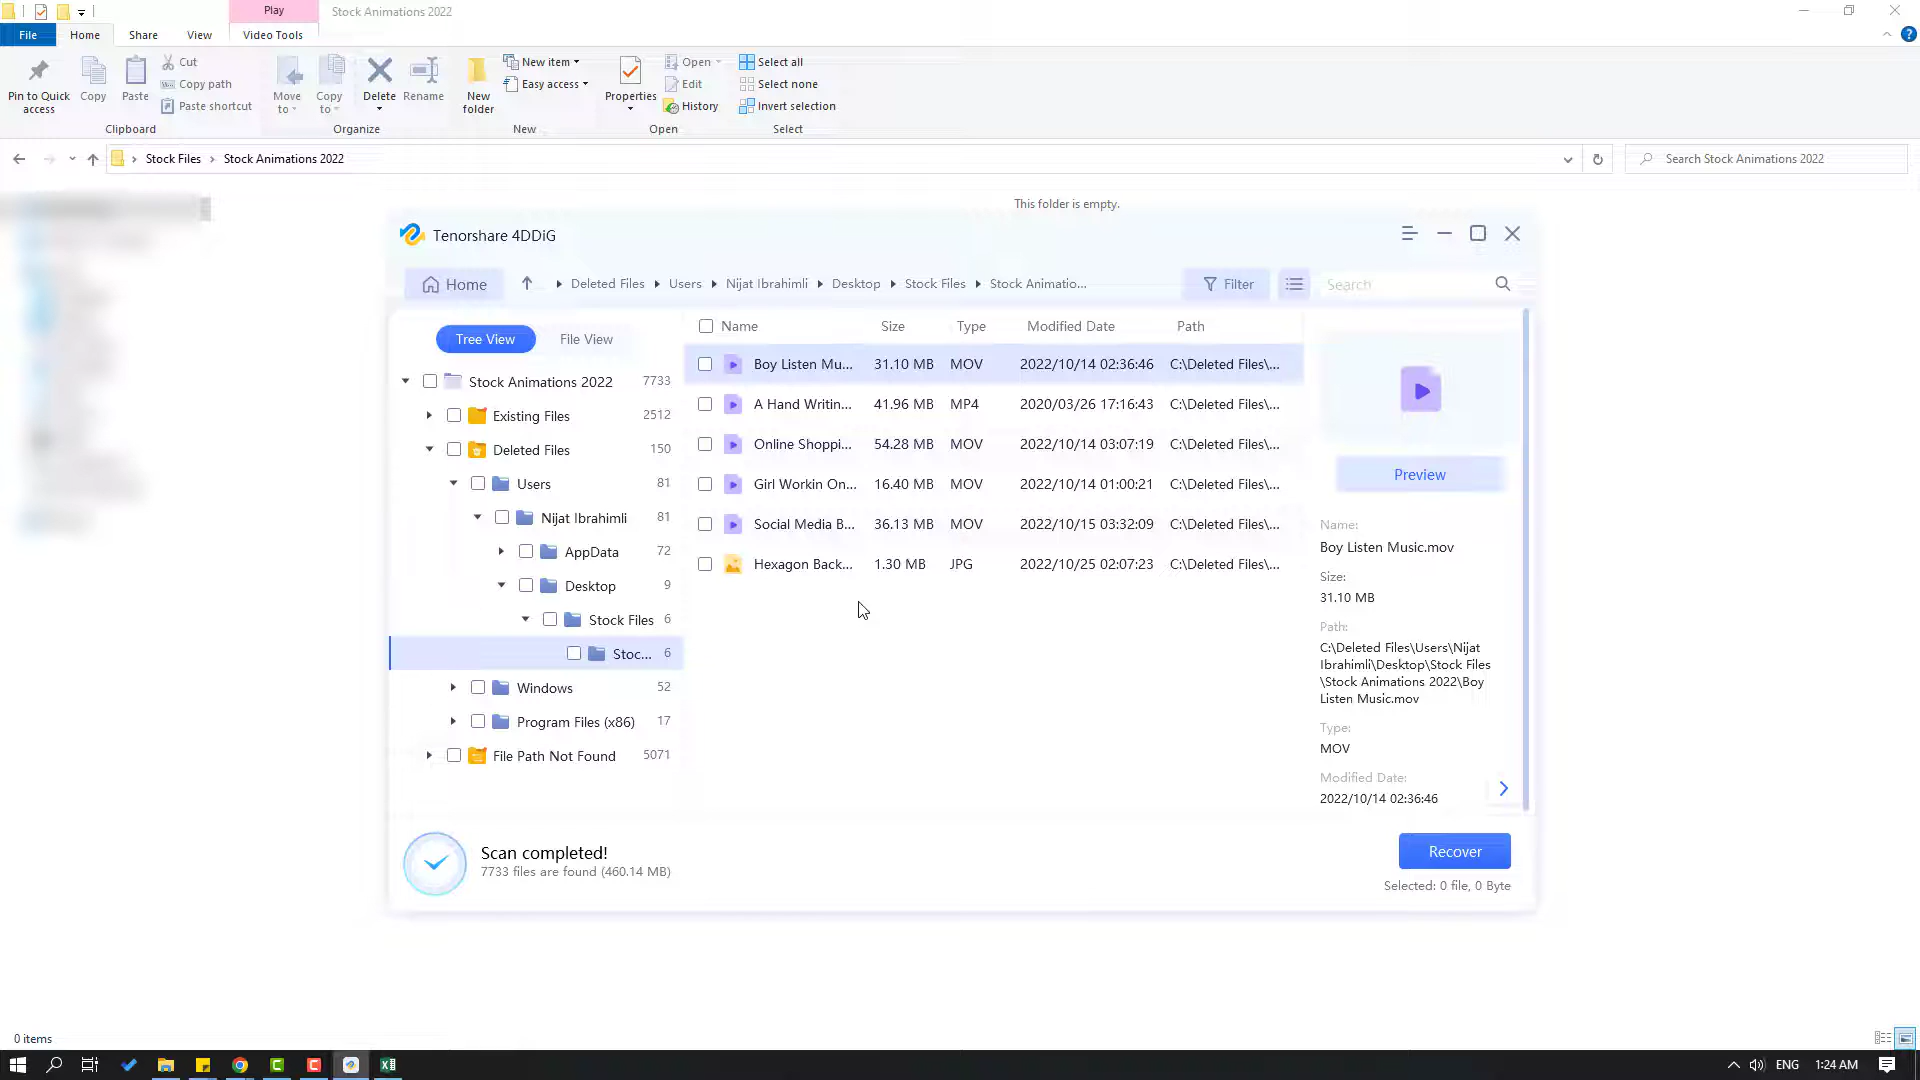 Play
Stock Animations 2022
File
Home
Share
View
Video Tools
Pin to Quick access
Copy
Paste
Cut
Copy path
Paste shortcut
Clipboard
Move to
Copy to
Delete
Rename
Organize
New folder
New item
Easy access
New
Properties
Open
Edit
History
Open
Select all
Select none
Invert selection
Select
Stock Files
Stock Animations 2022
Search Stock Animations 2022
This folder is empty.
Tenorshare 4DDiG
Home
Deleted Files
Users
Nijat Ibrahimli
Desktop
Stock Files
Stock Animatio...
Filter
Search
Tree View
File View
Stock Animations 2022 7733
Existing Files 2512
Deleted Files 150
Users 81
Nijat Ibrahimli 81
AppData 72
Desktop 9
Stock Files 6
Stoc... 6
Windows 52
Program Files (x86) 17
File Path Not Found 5071
Name Size Type Modified Date Path
Boy Listen Mu... 31.10 MB MOV 2022/10/14 02:36:46 C:\Deleted Files\...
A Hand Writin... 41.96 MB MP4 2020/03/26 17:16:43 C:\Deleted Files\...
Online Shoppi... 54.28 MB MOV 2022/10/14 03:07:19 C:\Deleted Files\...
Girl Workin On... 16.40 MB MOV 2022/10/14 01:00:21 C:\Deleted Files\...
Social Media B... 36.13 MB MOV 2022/10/15 03:32:09 C:\Deleted Files\...
Hexagon Back... 1.30 MB JPG 2022/10/25 02:07:23 C:\Deleted Files\...
Preview
Name:
Boy Listen Music.mov
Size:
31.10 MB
Path:
C:\Deleted Files\Users\Nijat
Ibrahimli\Desktop\Stock Files
\Stock Animations 2022\Boy
Listen Music.mov
Type:
MOV
Modified Date:
2022/10/14 02:36:46
Scan completed!
7733 files are found (460.14 MB)
Recover
Selected: 0 file, 0 Byte
0 items
ENG
1:24 AM